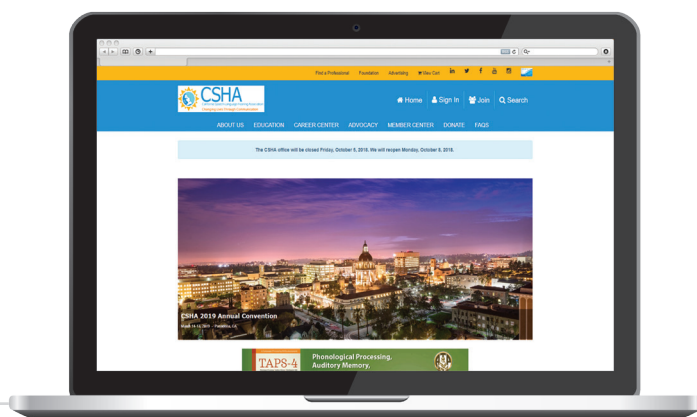 Find a Professional Foundation Advertising View Cart
CSHA
Home Sign In Join Search
ABOUT US EDUCATION CAREER CENTER ADVOCACY MEMBER CENTER DONATE FAQS
The CSHA office will be closed Friday, October 5, 2018. We will reopen Monday, October 8, 2018.
CSHA 2019 Annual Convention
TAPS-4
Phonological Processing.
Auditory Memory.